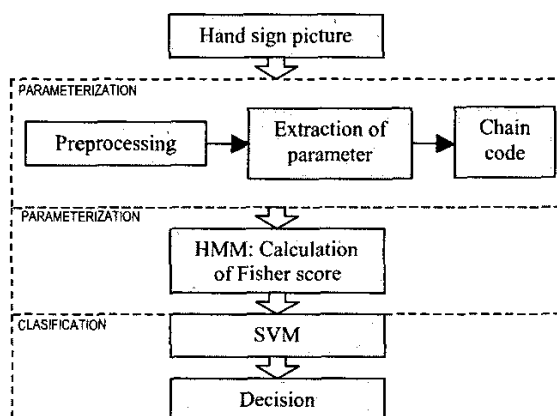 Hand sign picture
PARAMETERIZATION
Preprocessing
Extraction of
parameter
Chain
code
PARAMETERIZATION
HMM: Calculation
of Fisher score
CLASIFICATION
SVM
Decision